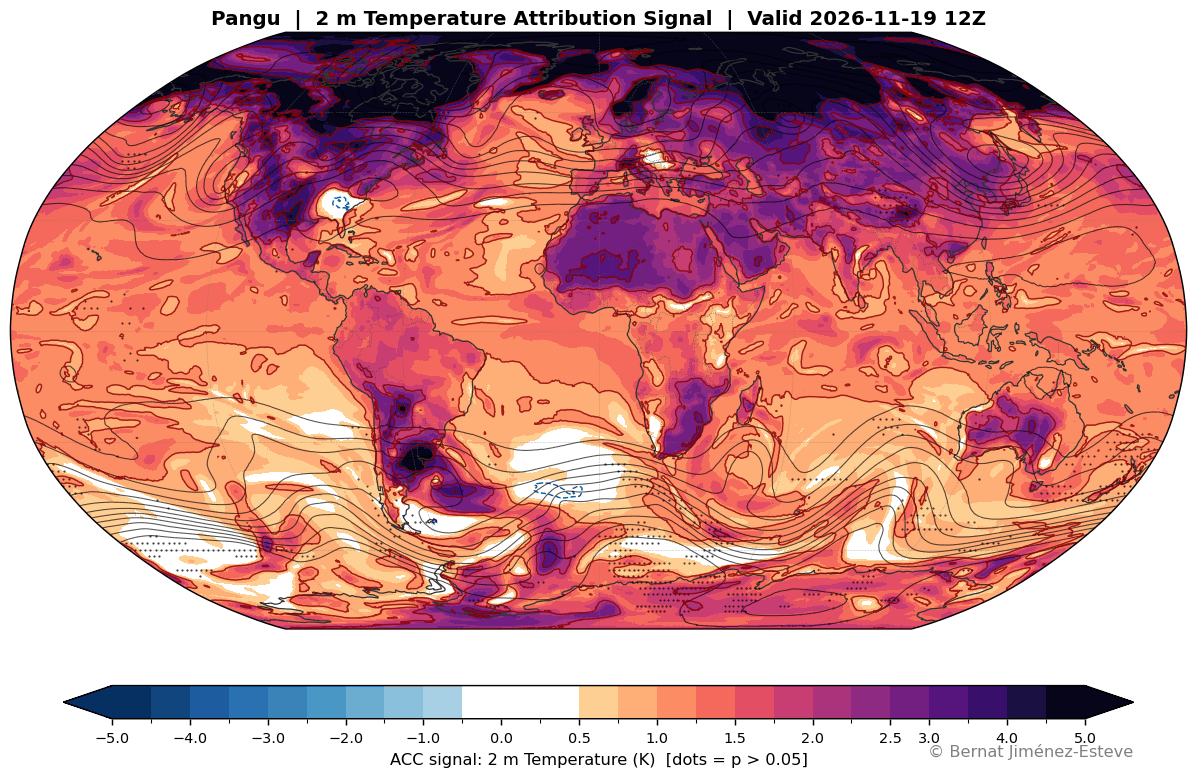 Pangu | 2 m Temperature Attribution Signal | Valid 2026-11-19 12Z
−5.0 −4.0 −3.0 −2.0 −1.0 0.0 0.5 1.0 1.5 2.0 2.5 3.0 4.0 5.0
ACC signal: 2 m Temperature (K) [dots = p > 0.05]
© Bernat Jiménez-Esteve